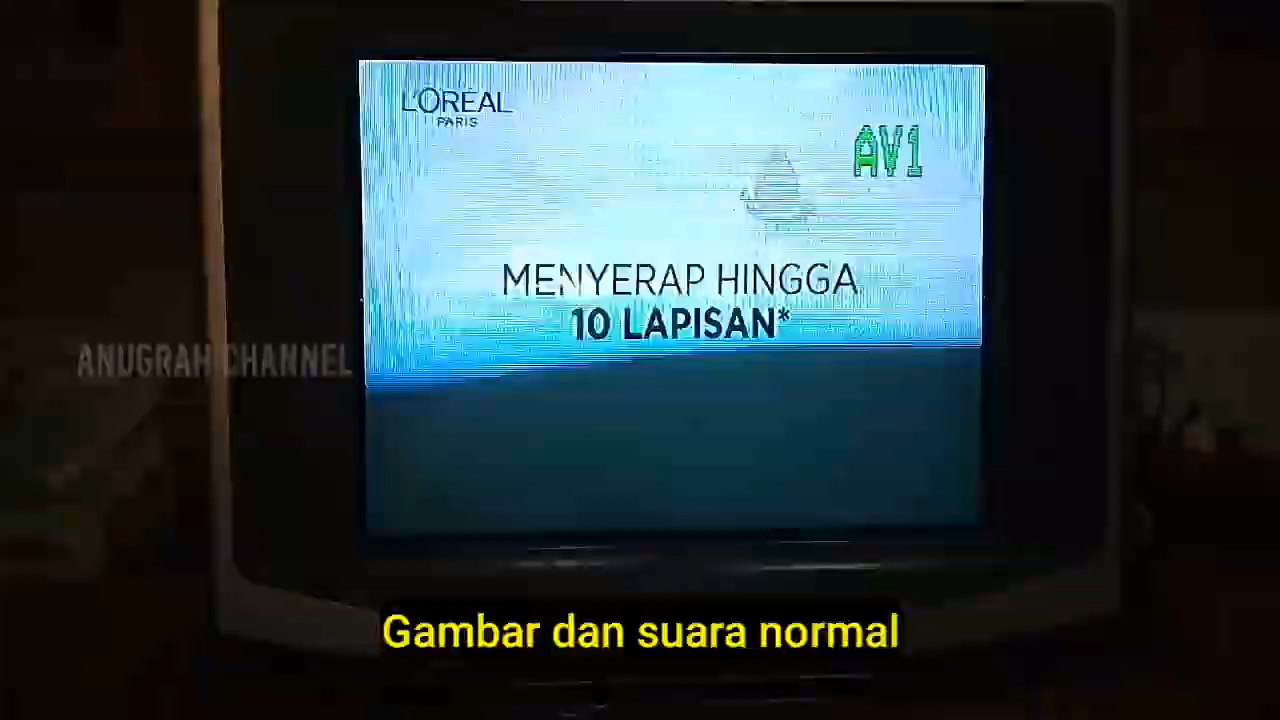 L'ORÉAL
PARIS
AV1
MENYERAP HINGGA
10 LAPISAN*
ANUGRAH CHANNEL
Gambar dan suara normal